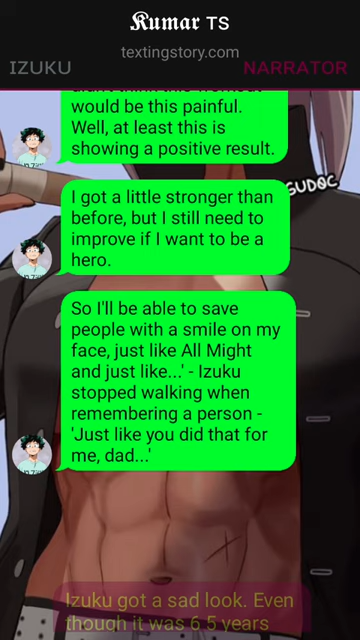 Kumar TS
textingstory.com
IZUKU
NARRATOR
would be this painful.
Well, at least this is
showing a positive result.
GUDØC
I got a little stronger than
before, but I still need to
improve if I want to be a
hero.
So I'll be able to save
people with a smile on my
face, just like All Might
and just like...' - Izuku
stopped walking when
remembering a person -
'Just like you did that for
me, dad...'
Izuku got a sad look. Even
though it was 6.5 years